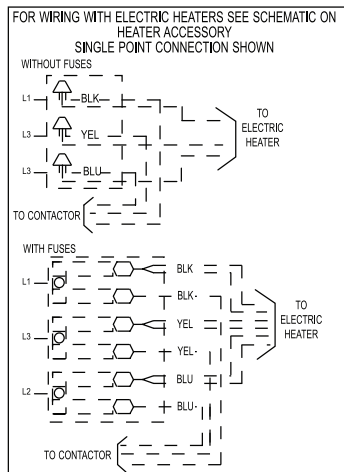 FOR WIRING WITH ELECTRIC HEATERS SEE SCHEMATIC ON
HEATER ACCESSORY
SINGLE POINT CONNECTION SHOWN
WITHOUT FUSES
L1
BLK
L3
YEL
L3
BLU
TO
ELECTRIC
HEATER
TO CONTACTOR
WITH FUSES
BLK
L1
BLK
YEL
L3
YEL
BLU
L2
BLU
TO
ELECTRIC
HEATER
TO CONTACTOR